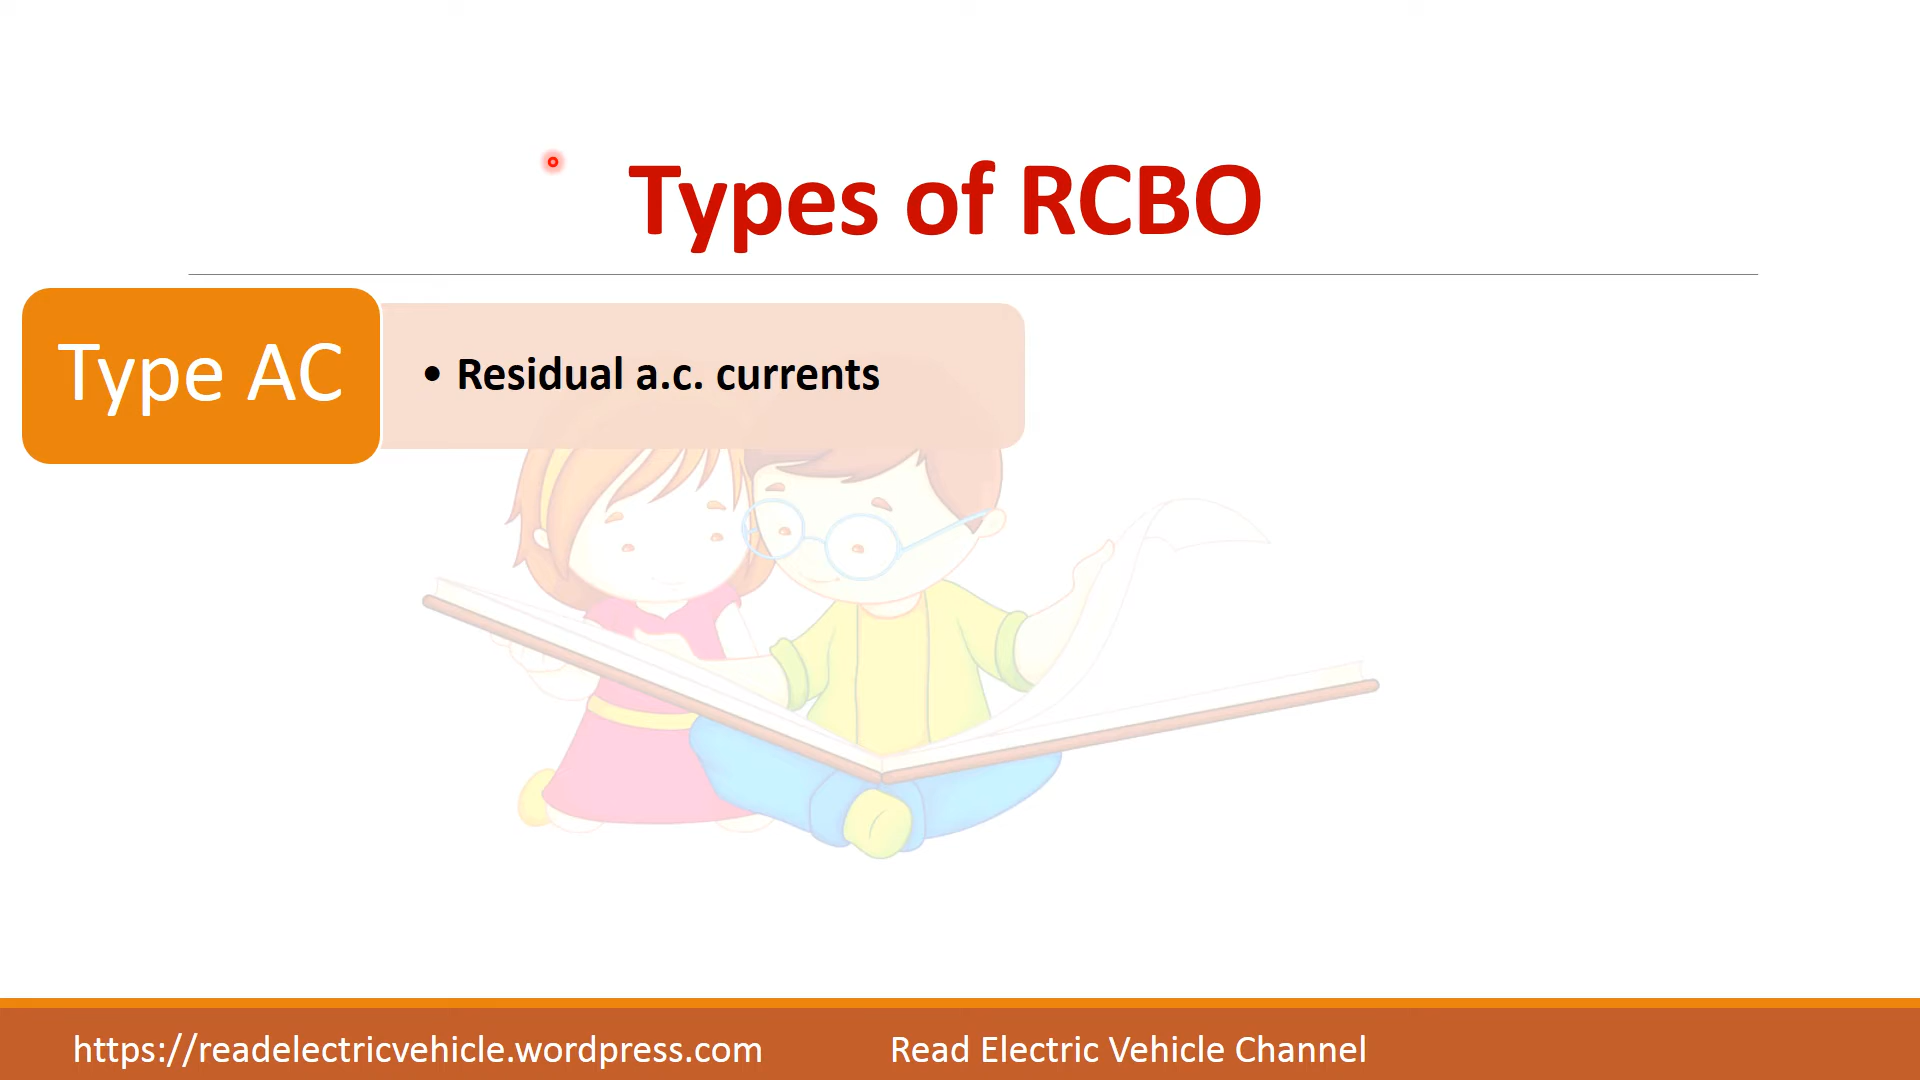 Types of RCBO
Type AC
• Residual a.c. currents
https://readelectricvehicle.wordpress.com
Read Electric Vehicle Channel